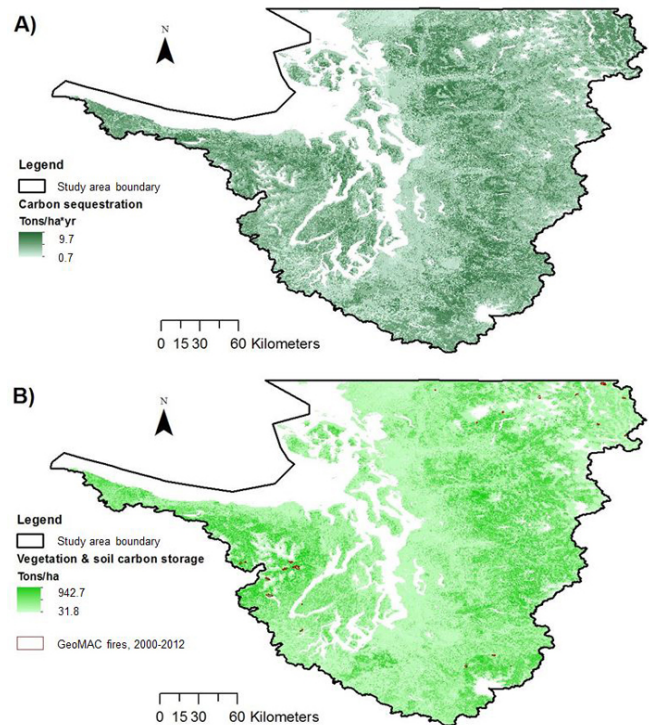 A)
N
Legend
Study area boundary
Carbon sequestration
Tons/ha*yr
9.7
0.7
0 15 30 60 Kilometers
B)
N
Legend
Study area boundary
Vegetation & soil carbon storage
Tons/ha
942.7
31.8
GeoMAC fires, 2000-2012
0 15 30 60 Kilometers